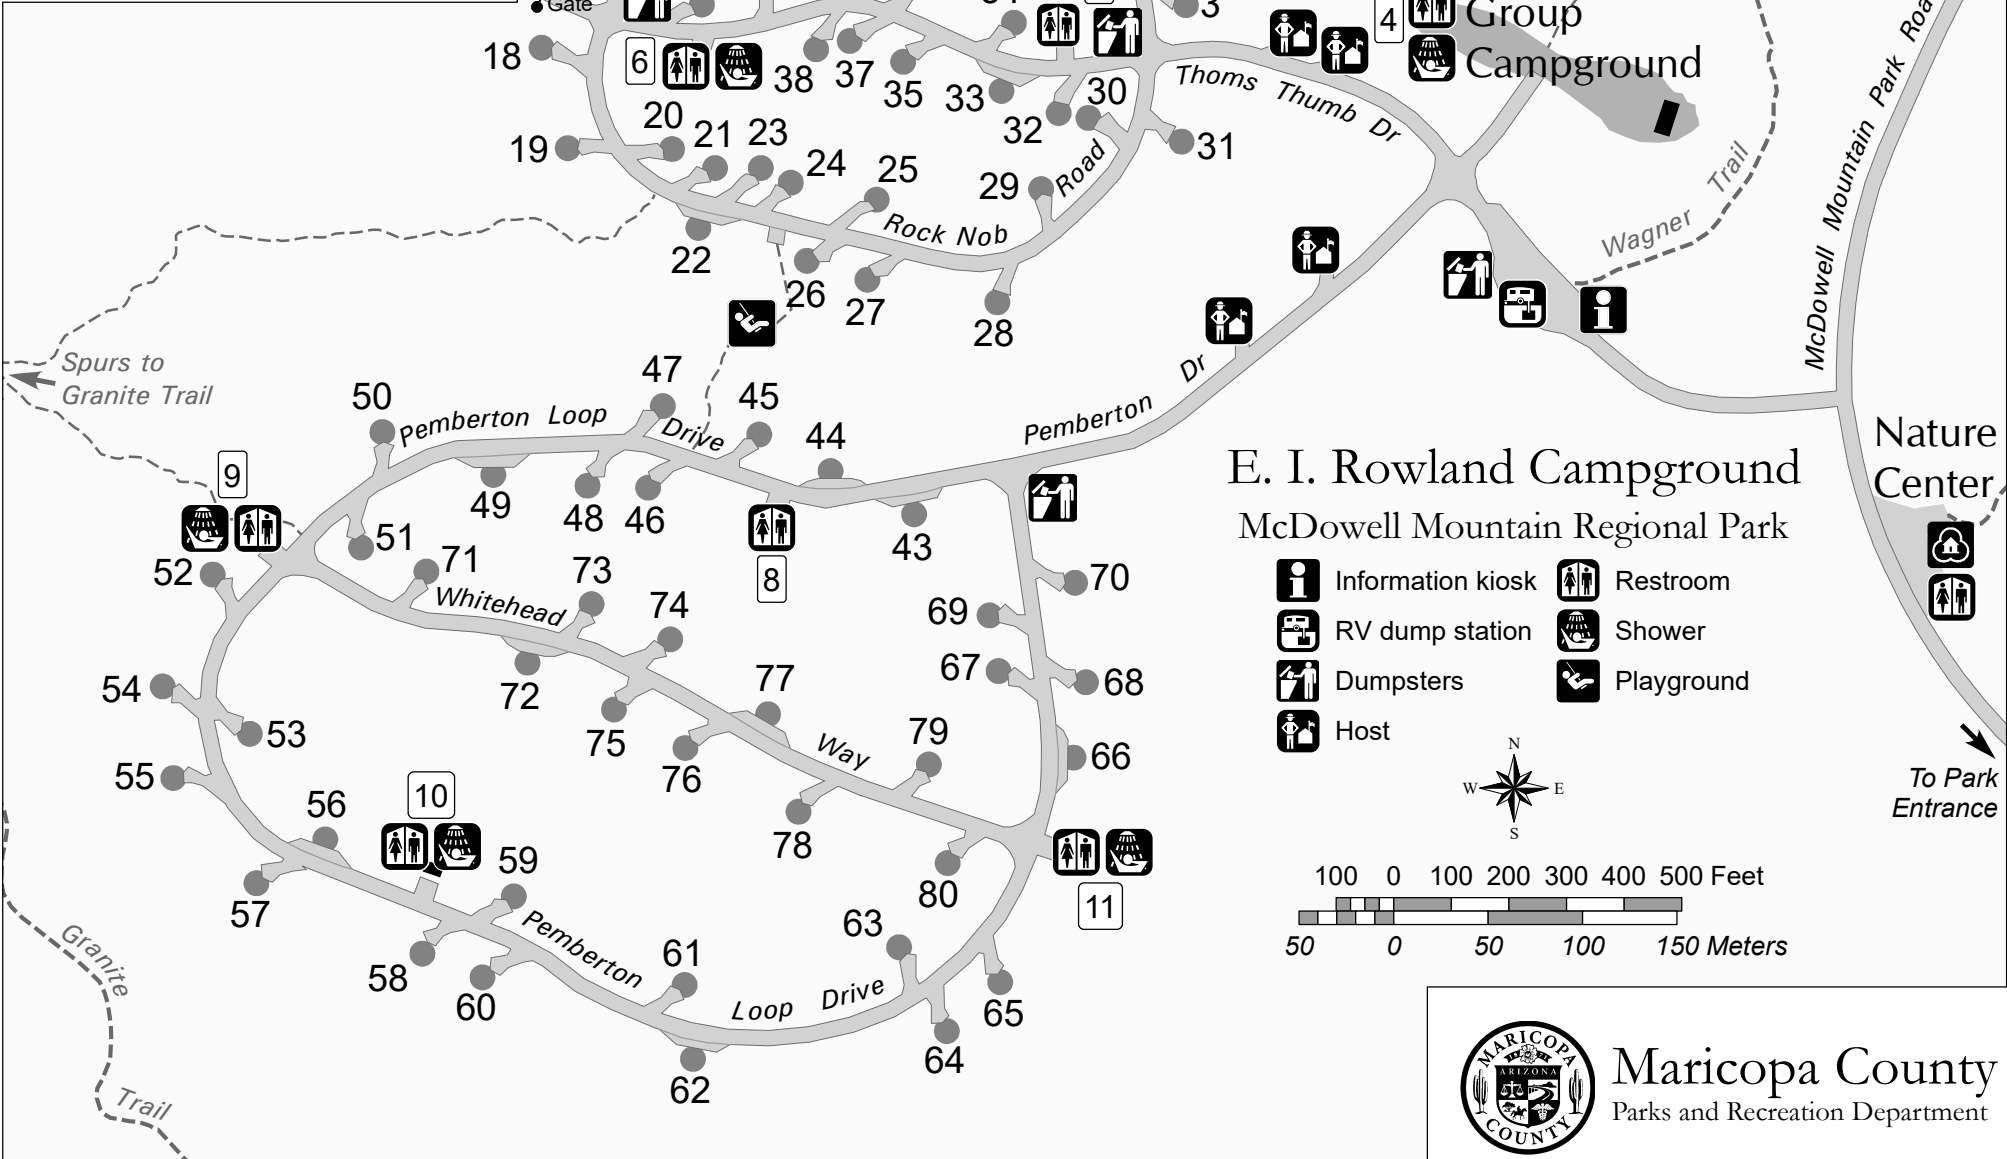 Gate
3
4
Group
Campground
18
6
38
37
35
33
30
32
31
Thoms Thumb Dr
McDowell Mountain Park Road
19
20
21
23
24
25
29
Rock Nob Road
22
26
27
28
Wagner Trail
Spurs to
Granite Trail
50
47
45
44
Pemberton Loop Drive
Pemberton Dr
9
49
48
46
43
8
51
52
71
73
74
Whitehead Way
70
69
67
68
54
53
72
75
77
76
79
66
55
56
10
78
59
80
11
57
58
60
61
63
Pemberton Loop Drive
65
64
62
Granite Trail
E. I. Rowland Campground
McDowell Mountain Regional Park
Information kiosk
Restroom
RV dump station
Shower
Dumpsters
Playground
Host
N
W
E
S
100 0 100 200 300 400 500 Feet
50 0 50 100 150 Meters
Nature
Center
To Park
Entrance
MARICOPA
1871
ARIZONA
COUNTY
Maricopa County
Parks and Recreation Department